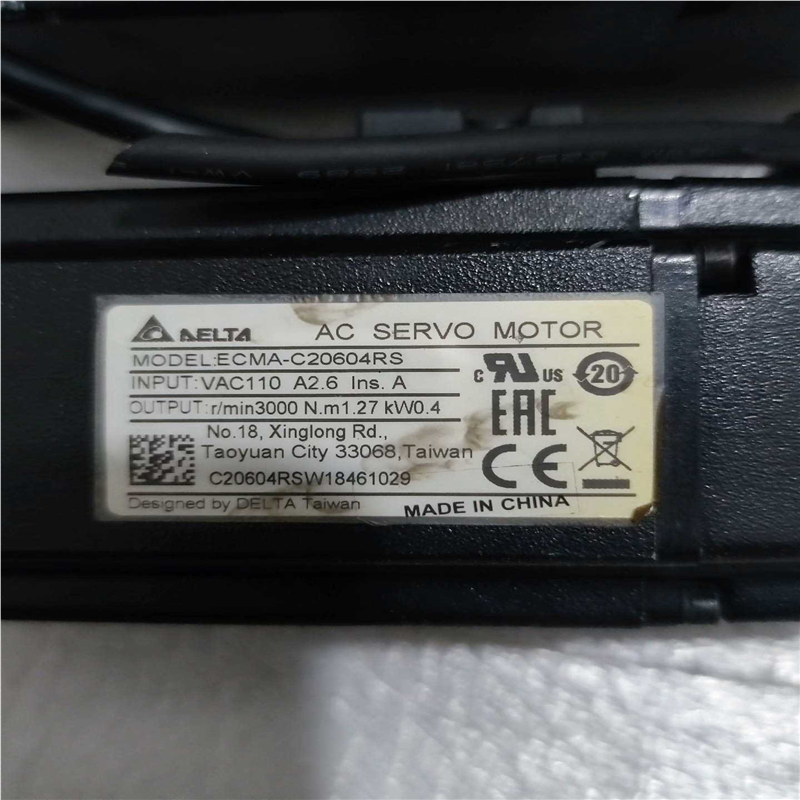 DELTA AC SERVO MOTOR
MODEL:ECMA-C20604RS
INPUT:VAC110 A2.6 Ins. A
OUTPUT:r/min3000 N.m1.27 kW0.4
No.18, Xinglong Rd.,
Taoyuan City 33068,Taiwan
C20604RSW18461029
Designed by DELTA Taiwan
MADE IN CHINA
c RU US
20
EAC
CE